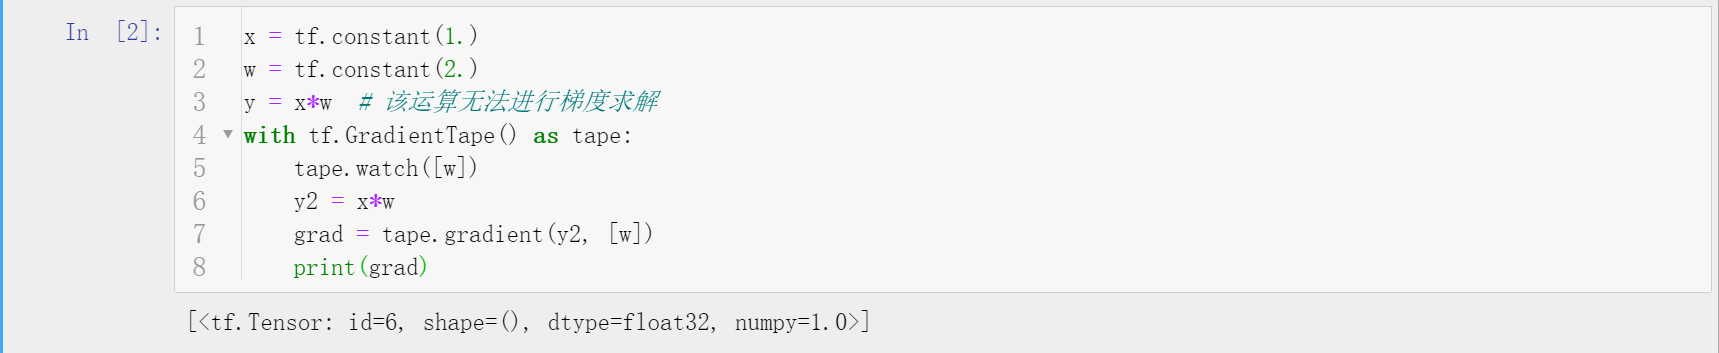 In [2]:
1 x = tf.constant(1.)
2 w = tf.constant(2.)
3 y = x*w  # 该运算无法进行梯度求解
4 with tf.GradientTape() as tape:
5     tape.watch([w])
6     y2 = x*w
7     grad = tape.gradient(y2, [w])
8     print(grad)
[<tf.Tensor: id=6, shape=(), dtype=float32, numpy=1.0>]